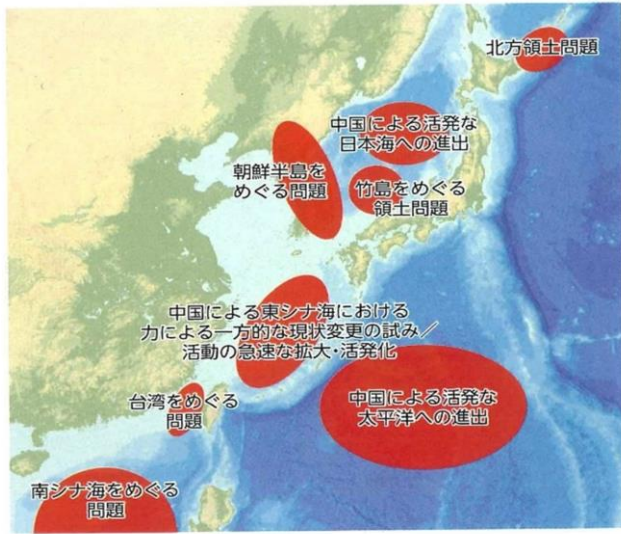 北方領土問題
中国による活発な
日本海への進出
朝鮮半島を
めぐる問題
竹島をめぐる
領土問題
中国による東シナ海における
力による一方的な現状変更の試み／
活動の急速な拡大・活発化
台湾をめぐる
問題
中国による活発な
太平洋への進出
南シナ海をめぐる
問題